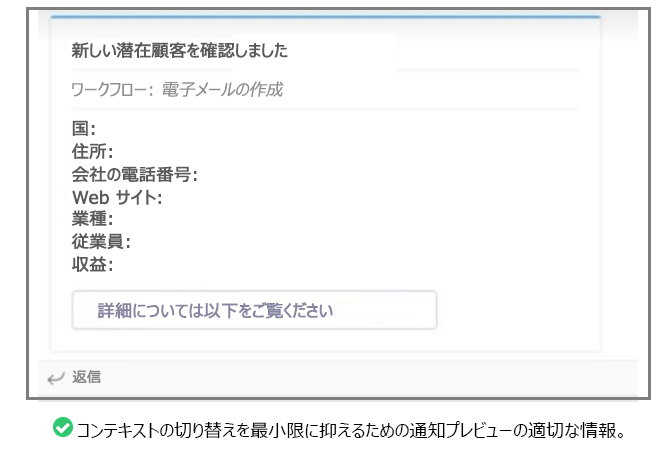 新しい潜在顧客を確認しました
ワークフロー: 電子メールの作成
国:
住所:
会社の電話番号:
Web サイト:
業種:
従業員:
収益:
詳細については以下をご覧ください
返信
コンテキストの切り替えを最小限に抑えるための通知プレビューの適切な情報。